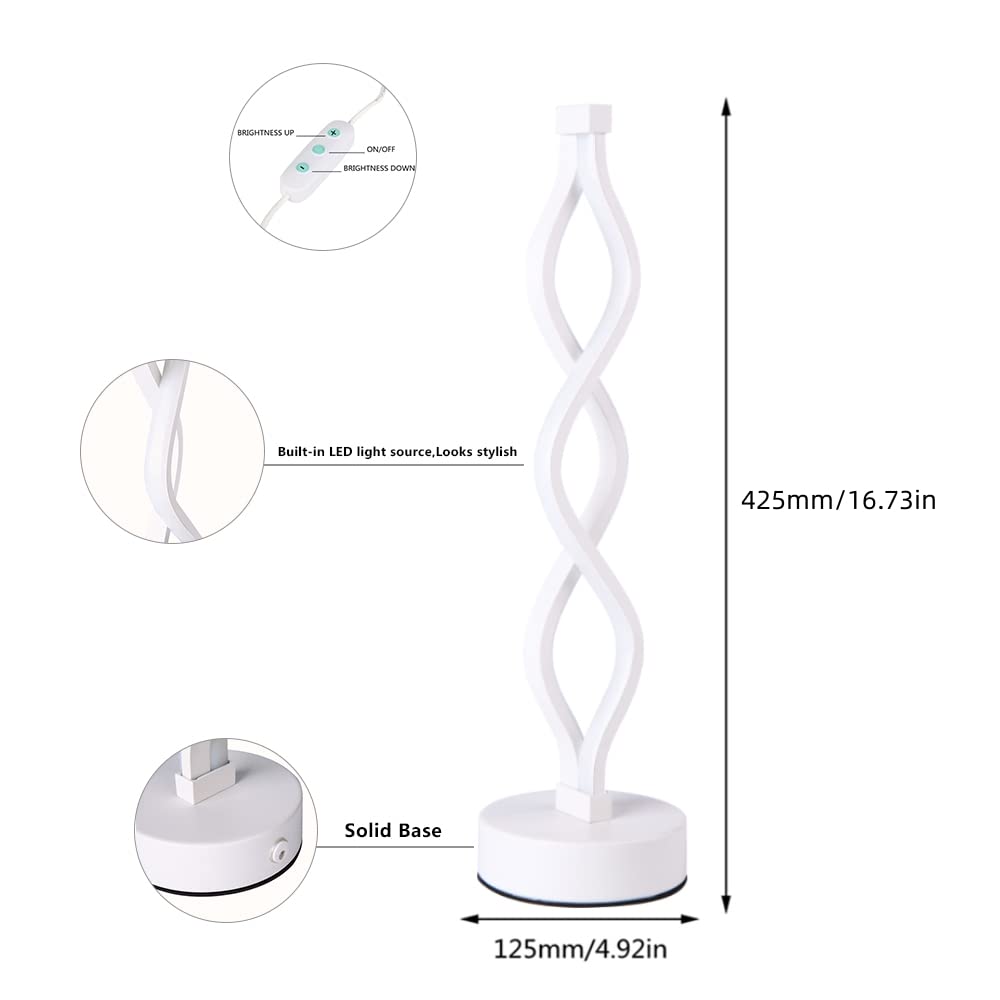 BRIGHTNESS UP
ON/OFF
BRIGHTNESS DOWN
Built-in LED light source,Looks stylish
425mm/16.73in
Solid Base
125mm/4.92in